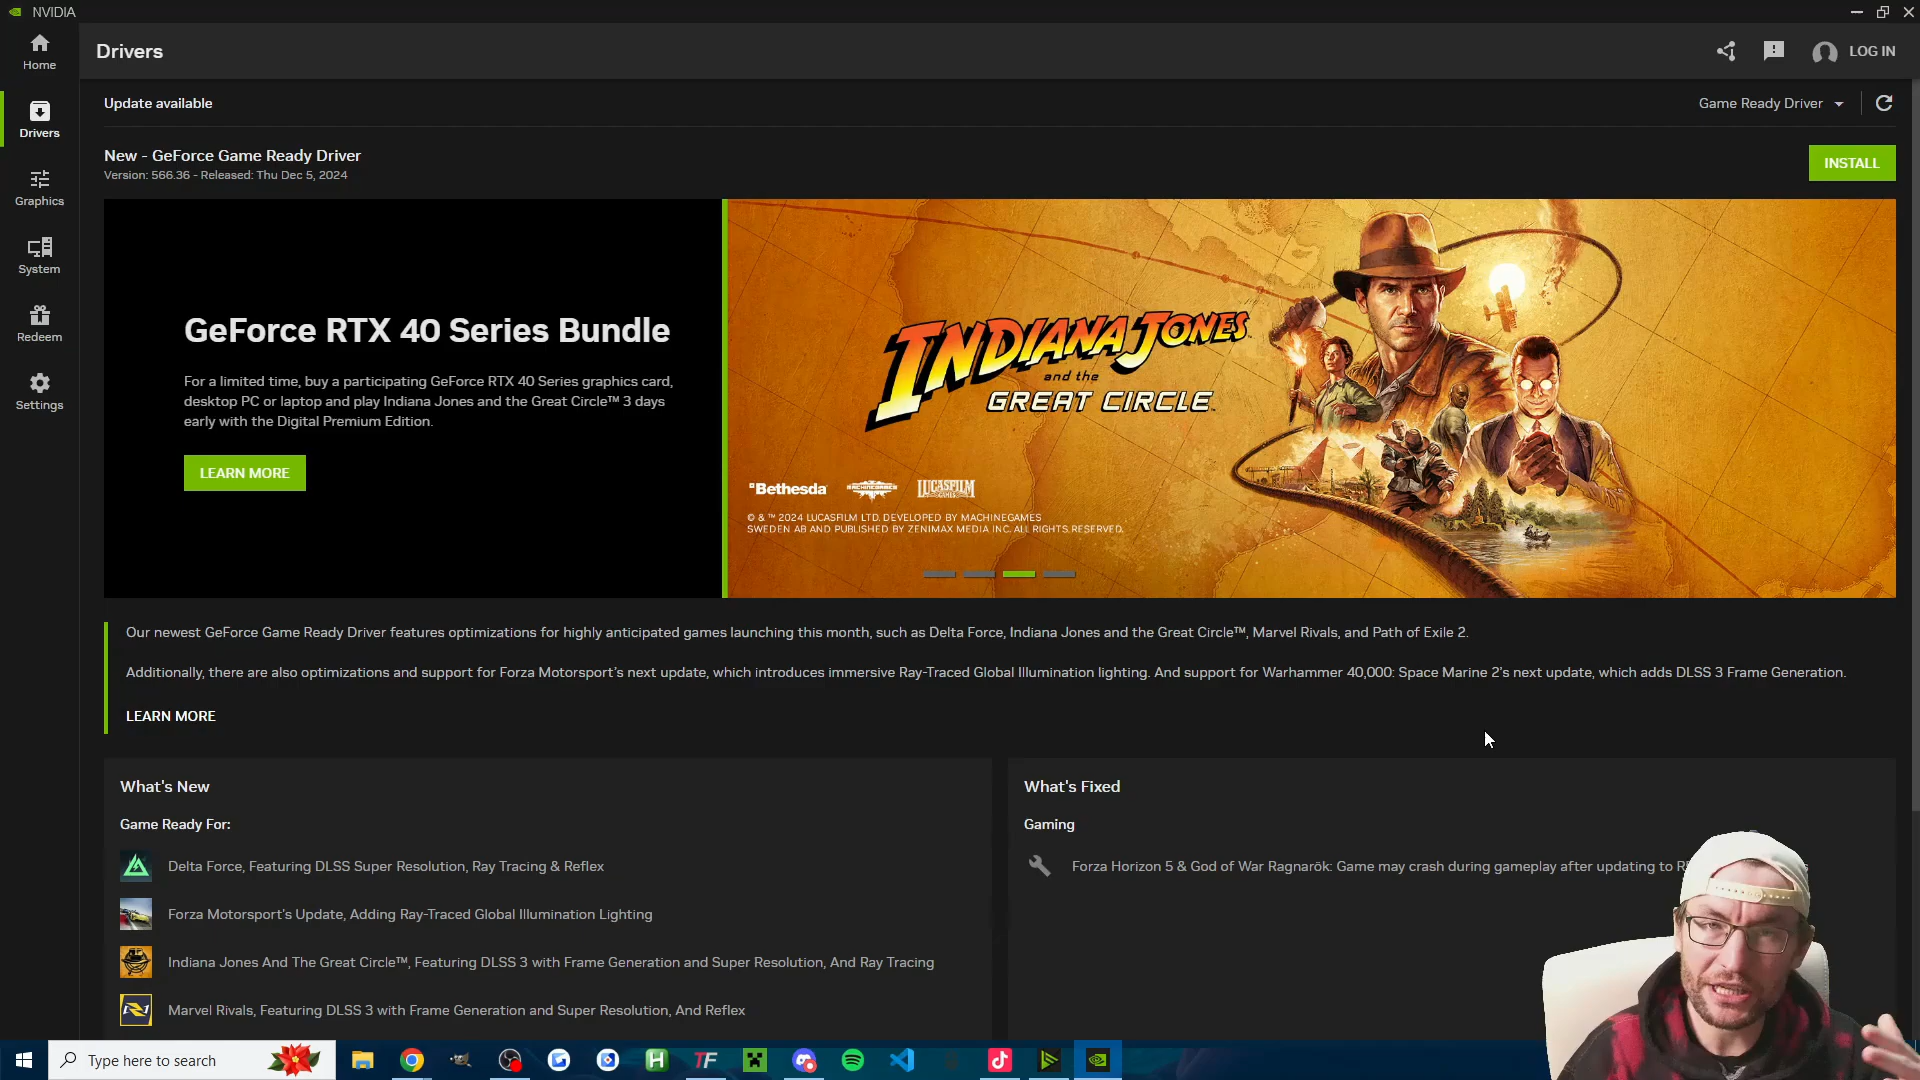 NVIDIA
Home
Drivers
Graphics
System
Redeem
Settings
Drivers
LOG IN
Update available
Game Ready Driver
New - GeForce Game Ready Driver
Version: 566.36 - Released: Thu Dec 5, 2024
INSTALL
GeForce RTX 40 Series Bundle
For a limited time, buy a participating GeForce RTX 40 Series graphics card,
desktop PC or laptop and play Indiana Jones and the Great Circle™ 3 days
early with the Digital Premium Edition.
LEARN MORE
INDIANA JONES
and the
GREAT CIRCLE™
Bethesda
MACHINEGAMES
LUCASFILM
GAMES
© & ™ 2024 LUCASFILM LTD. DEVELOPED BY MACHINEGAMES
SWEDEN AB AND PUBLISHED BY ZENIMAX MEDIA INC. ALL RIGHTS RESERVED.
Our newest GeForce Game Ready Driver features optimizations for highly anticipated games launching this month, such as Delta Force, Indiana Jones and the Great Circle™, Marvel Rivals, and Path of Exile 2.
Additionally, there are also optimizations and support for Forza Motorsport's next update, which introduces immersive Ray-Traced Global Illumination lighting. And support for Warhammer 40,000: Space Marine 2's next update, which adds DLSS 3 Frame Generation.
LEARN MORE
What's New
Game Ready For:
Delta Force, Featuring DLSS Super Resolution, Ray Tracing & Reflex
Forza Motorsport's Update, Adding Ray-Traced Global Illumination Lighting
Indiana Jones And The Great Circle™, Featuring DLSS 3 with Frame Generation and Super Resolution, And Ray Tracing
Marvel Rivals, Featuring DLSS 3 with Frame Generation and Super Resolution, And Reflex
What's Fixed
Gaming
Forza Horizon 5 & God of War Ragnarök: Game may crash during gameplay after updating to
Type here to search
H
TF